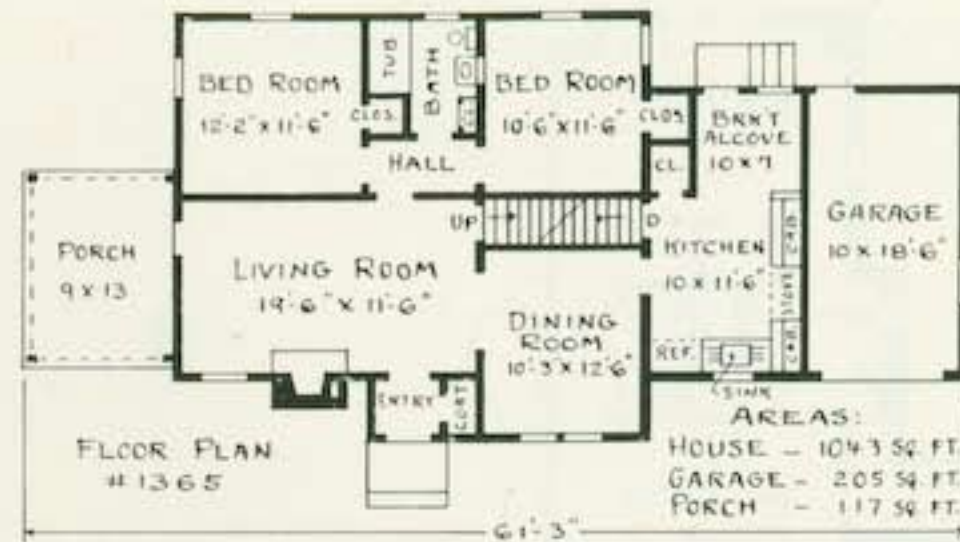 BED ROOM
12'-2" x 11'-6"
CLOS.
TUB
BATH
BED ROOM
10'-6" x 11'-6"
CLOS.
BRK'T
ALCOVE
10 x 7
HALL
CL.
PORCH
9 x 13
LIVING ROOM
19'-6" x 11'-6"
UP
D
KITCHEN
10 x 11'-6"
CAB.
STOVE
CAB.
GARAGE
10 x 18'-6"
DINING
ROOM
10'-3 x 12'-6"
REF.
SINK
ENTRY
COAT
FLOOR PLAN
#1365
AREAS:
HOUSE - 1043 SQ. FT.
GARAGE - 205 SQ. FT.
PORCH - 117 SQ. FT.
61'-3"